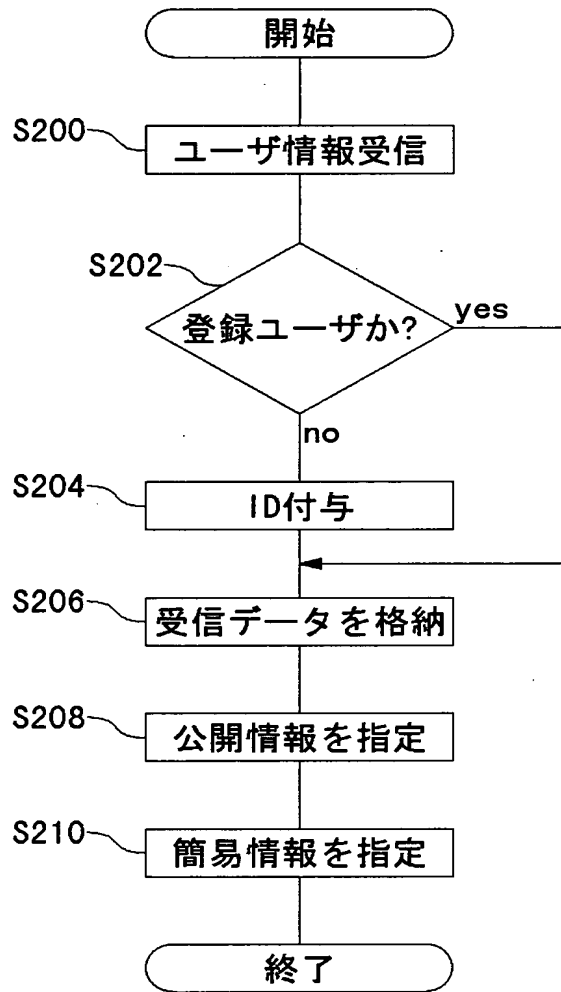 開始
S200
ユーザ情報受信
S202
登録ユーザか?
yes
no
S204
ID付与
S206
受信データを格納
S208
公開情報を指定
S210
簡易情報を指定
終了